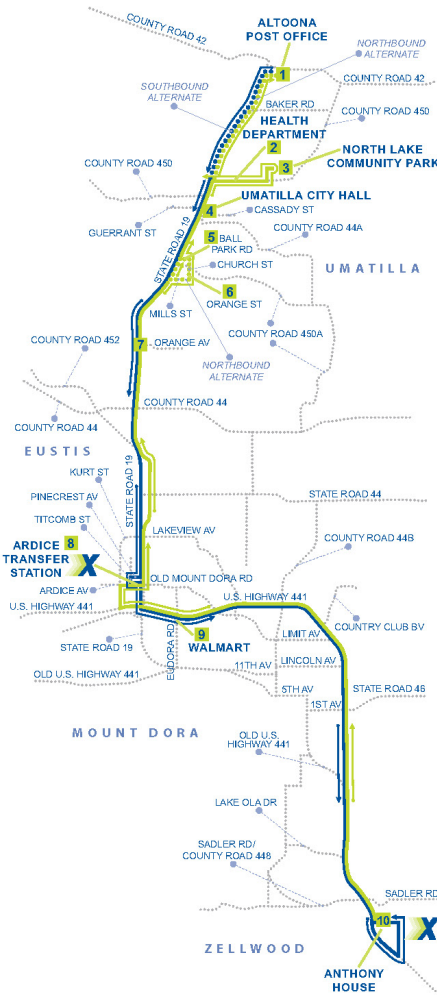 ALTOONA
POST OFFICE
COUNTY ROAD 42
NORTHBOUND
ALTERNATE
1
SOUTHBOUND
ALTERNATE
COUNTY ROAD 42
BAKER RD
COUNTY ROAD 450
HEALTH
DEPARTMENT
2
NORTH LAKE
COMMUNITY PARK
3
COUNTY ROAD 450
UMATILLA CITY HALL
4
CASSADY ST
GUERRANT ST
COUNTY ROAD 44A
STATE ROAD 19
5 BALL
PARK RD
CHURCH ST
UMATILLA
6
ORANGE ST
MILLS ST
COUNTY ROAD 450A
COUNTY ROAD 452
7
ORANGE AV
NORTHBOUND
ALTERNATE
COUNTY ROAD 44
COUNTY ROAD 44
EUSTIS
KURT ST
STATE ROAD 19
PINECREST AV
STATE ROAD 44
TITCOMB ST
LAKEVIEW AV
COUNTY ROAD 44B
ARDICE 8
TRANSFER
STATION X
OLD MOUNT DORA RD
ARDICE AV
U.S. HIGHWAY 441
U.S. HIGHWAY 441
COUNTRY CLUB BV
9
WALMART
LIMIT AV
STATE ROAD 19
EUDORA RD
11TH AV
LINCOLN AV
OLD U.S. HIGHWAY 441
5TH AV
STATE ROAD 46
1ST AV
MOUNT DORA
OLD U.S.
HIGHWAY 441
LAKE OLA DR
SADLER RD/
COUNTY ROAD 448
SADLER RD
10
X
ZELLWOOD
ANTHONY
HOUSE